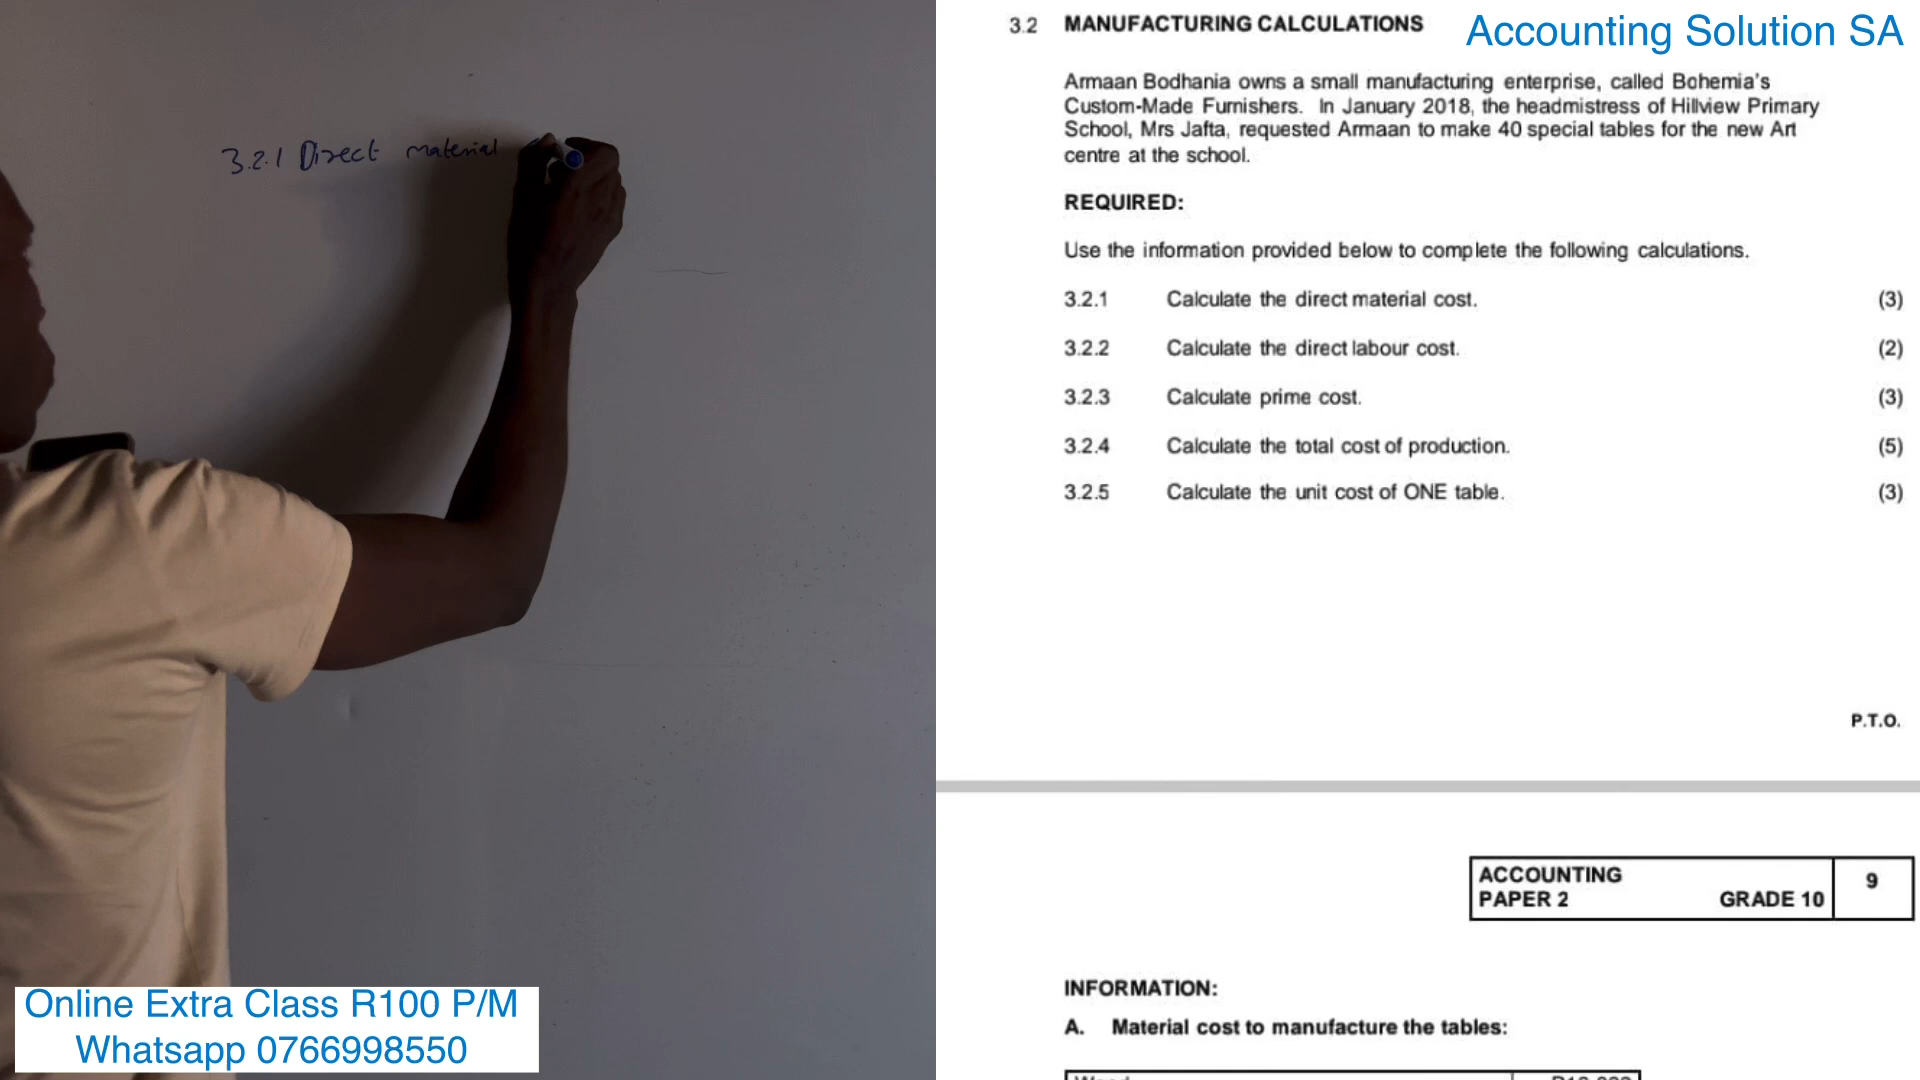 3.2.1 Direct material
Online Extra Class R100 P/M
Whatsapp 0766998550
Accounting Solution SA
3.2 MANUFACTURING CALCULATIONS
Armaan Bodhania owns a small manufacturing enterprise, called Bohemia's
Custom-Made Furnishers. In January 2018, the headmistress of Hillview Primary
School, Mrs Jafta, requested Armaan to make 40 special tables for the new Art
centre at the school.
REQUIRED:
Use the information provided below to complete the following calculations.
3.2.1 Calculate the direct material cost. (3)
3.2.2 Calculate the direct labour cost. (2)
3.2.3 Calculate prime cost. (3)
3.2.4 Calculate the total cost of production. (5)
3.2.5 Calculate the unit cost of ONE table. (3)
P.T.O.
ACCOUNTING
PAPER 2 GRADE 10
9
INFORMATION:
A. Material cost to manufacture the tables: